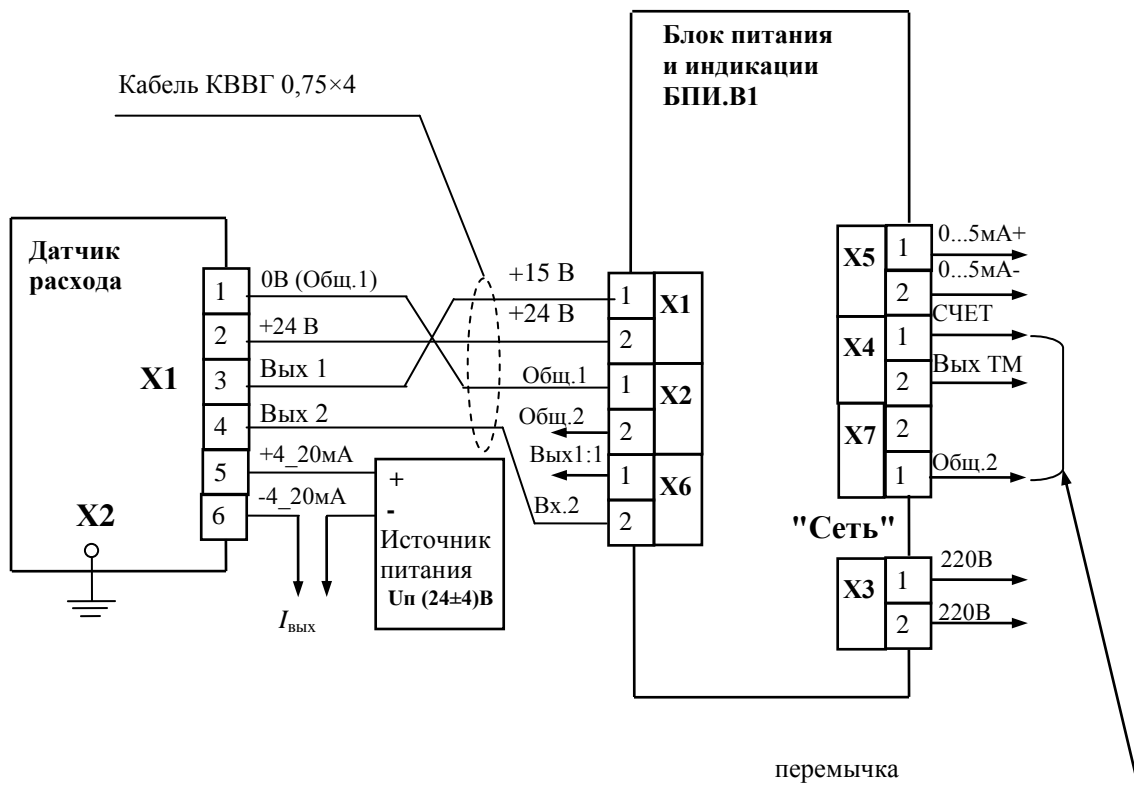 Блок питания
и индикации
БПИ.В1
Кабель КВВГ 0,75×4
Датчик
расхода
X1
X2
1
2
3
4
5
6
0В (Общ.1)
+24 В
Вых 1
Вых 2
+4_20мА
-4_20мА
Iвых
+
-
Источник
питания
Uп (24±4)В
+15 В
+24 В
Общ.1
Общ.2
Вых1:1
Вх.2
1
2
1
2
1
2
X1
X2
X6
X5
X4
X7
1
2
1
2
2
1
0...5мА+
0...5мА-
СЧЕТ
Вых ТМ
Общ.2
"Сеть"
X3
1
2
220В
220В
перемычка